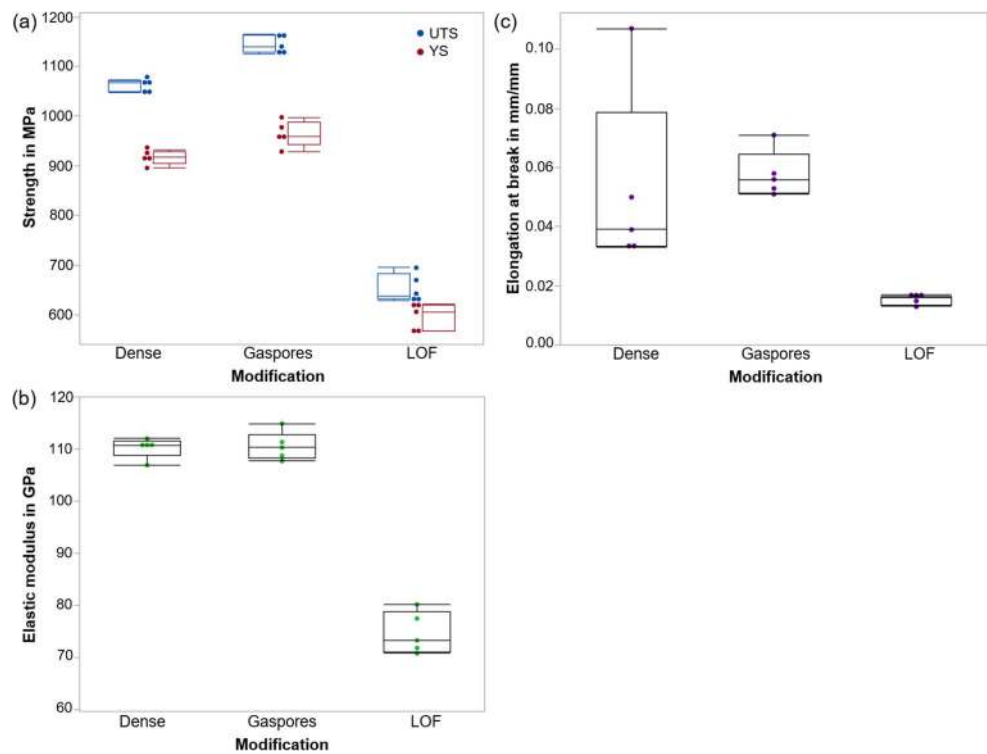 (a)
Strength in MPa
1200
1100
1000
900
800
700
600
UTS
YS
Dense Gaspores LOF
Modification
(c)
Elongation at break in mm/mm
0.10
0.08
0.06
0.04
0.02
0.00
Dense Gaspores LOF
Modification
(b)
Elastic modulus in GPa
120
110
100
90
80
70
60
Dense Gaspores LOF
Modification